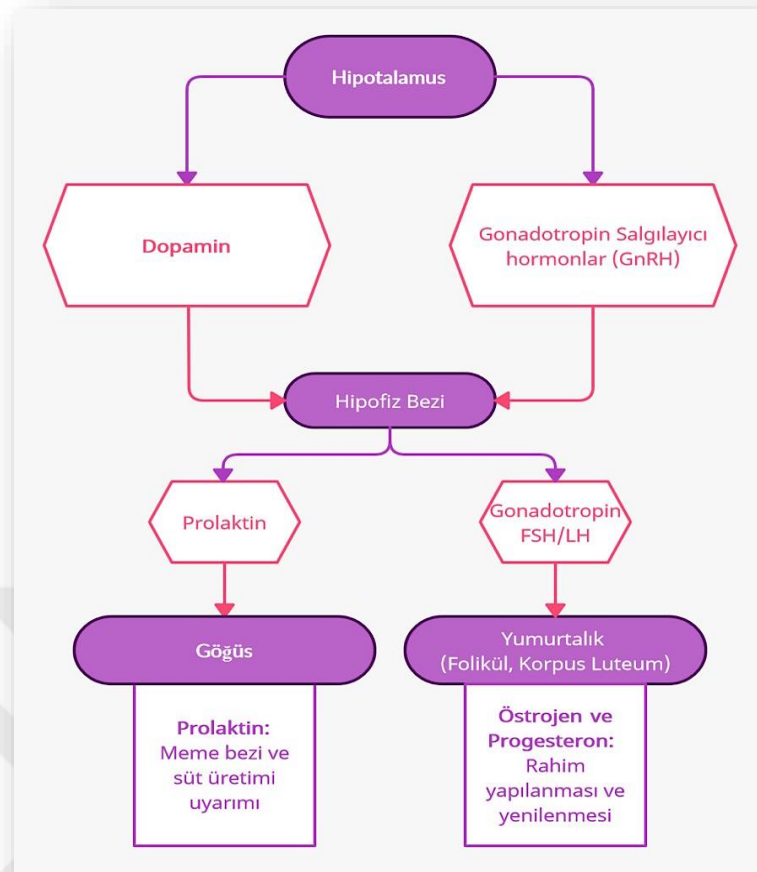 Hipotalamus
Dopamin
Gonadotropin Salgılayıcı
hormonlar (GnRH)
Hipofiz Bezi
Prolaktin
Gonadotropin
FSH/LH
Göğüs
Yumurtalık
(Folikül, Korpus Luteum)
Prolaktin:
Meme bezi ve
süt üretimi
uyarımı
Östrojen ve
Progesteron:
Rahim
yapılanması ve
yenilenmesi